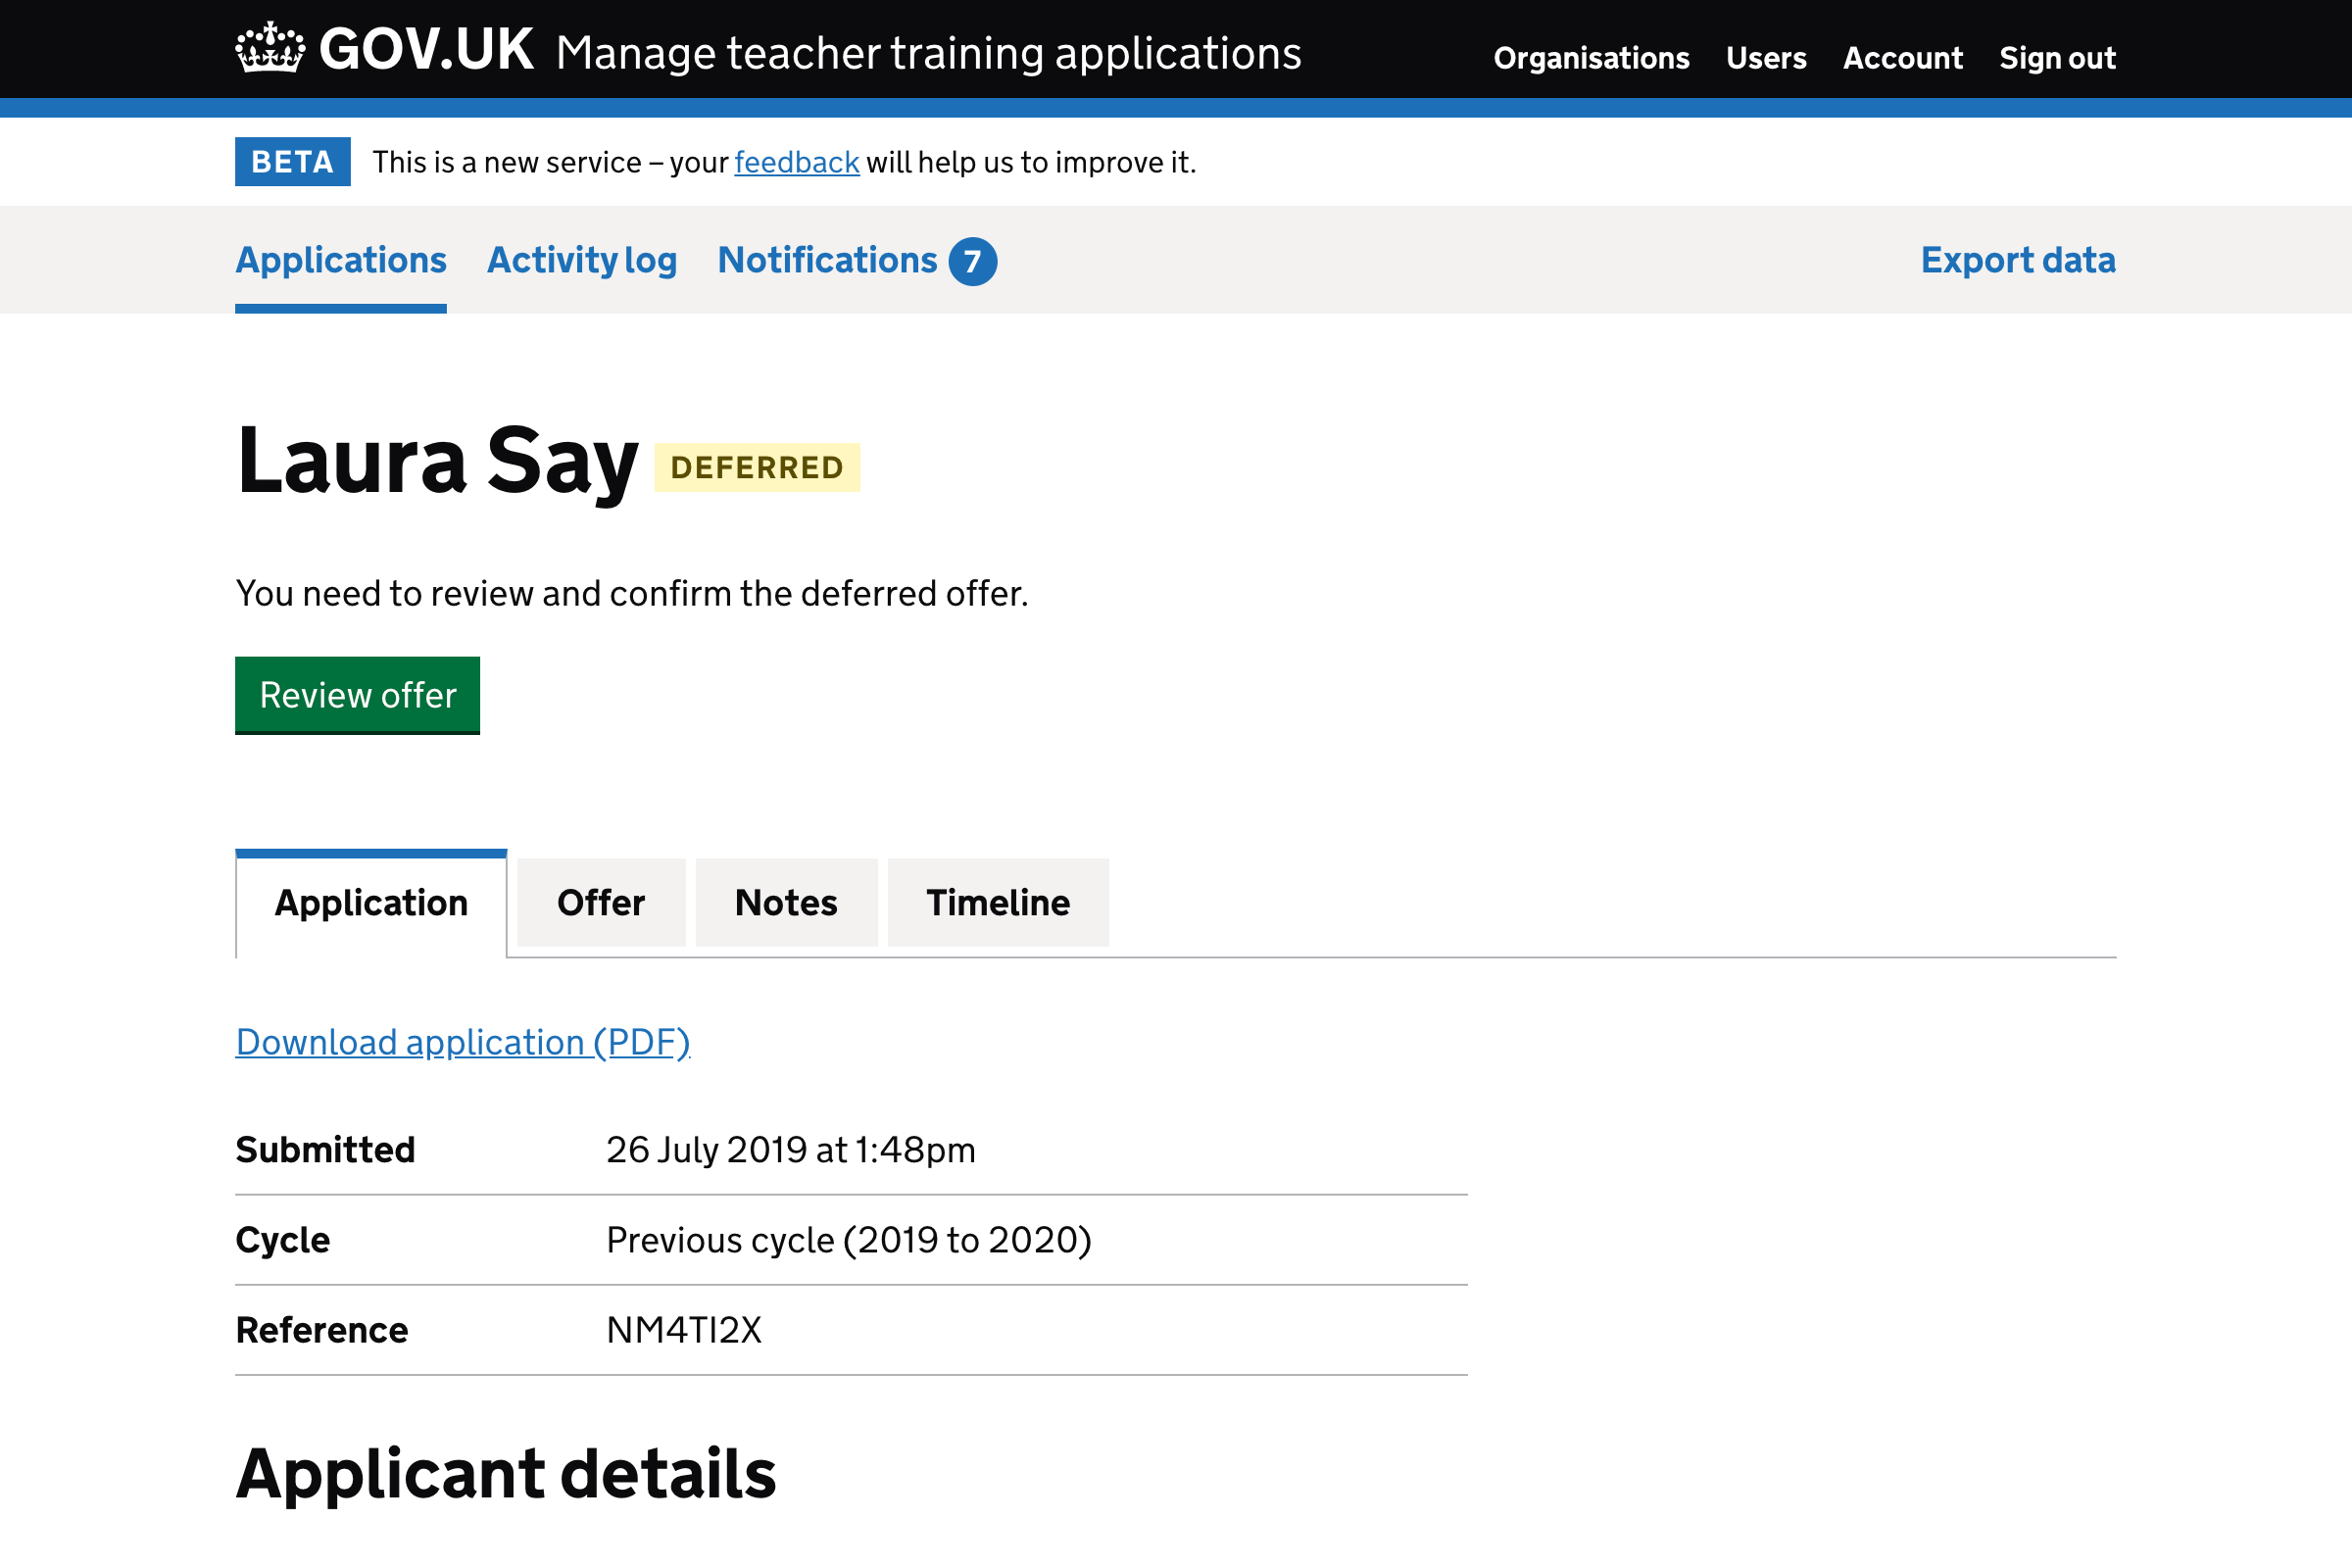 GOV.UK Manage teacher training applications Organisations Users Account Sign out
BETA This is a new service – your feedback will help us to improve it.
Applications Activity log Notifications 7 Export data
Laura Say DEFERRED
You need to review and confirm the deferred offer.
Review offer
Application Offer Notes Timeline
Download application (PDF)
Submitted 26 July 2019 at 1:48pm
Cycle Previous cycle (2019 to 2020)
Reference NM4TI2X
Applicant details